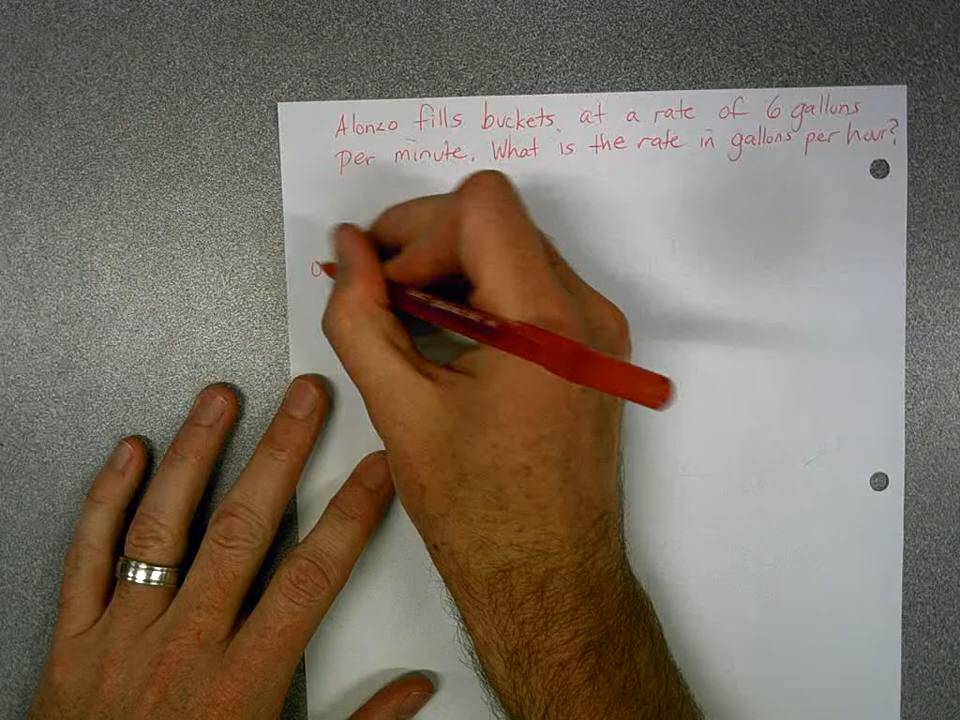 Alonzo fills buckets at a rate of 6 gallons
per minute. What is the rate in gallons per hour?